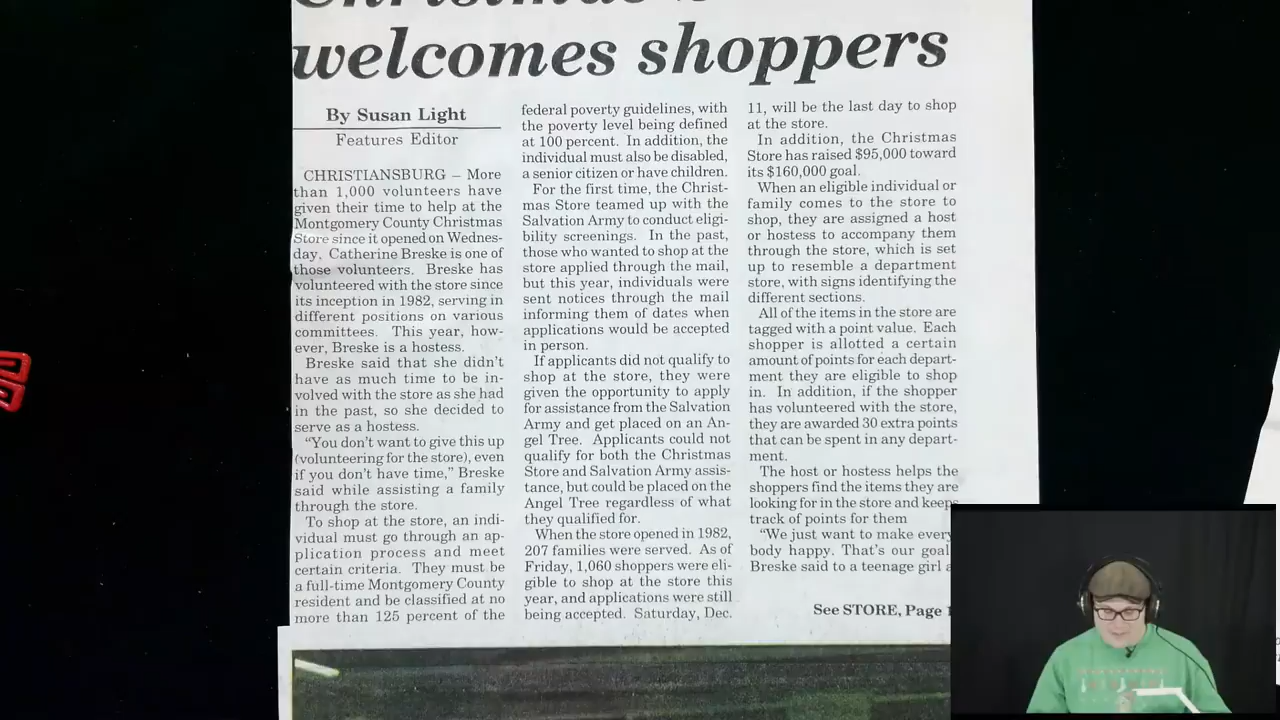 welcomes shoppers
By Susan Light
Features Editor
CHRISTIANSBURG – More
than 1,000 volunteers have
given their time to help at the
Montgomery County Christmas
Store since it opened on Wednes-
day. Catherine Breske is one of
those volunteers. Breske has
volunteered with the store since
its inception in 1982, serving in
different positions on various
committees. This year, how-
ever, Breske is a hostess.
Breske said that she didn't
have as much time to be in-
volved with the store as she had
in the past, so she decided to
serve as a hostess.
"You don't want to give this up
(volunteering for the store), even
if you don't have time," Breske
said while assisting a family
through the store.
To shop at the store, an indi-
vidual must go through an ap-
plication process and meet
certain criteria. They must be
a full-time Montgomery County
resident and be classified at no
more than 125 percent of the
federal poverty guidelines, with
the poverty level being defined
at 100 percent. In addition, the
individual must also be disabled,
a senior citizen or have children.
For the first time, the Christ-
mas Store teamed up with the
Salvation Army to conduct eligi-
bility screenings. In the past,
those who wanted to shop at the
store applied through the mail,
but this year, individuals were
sent notices through the mail
informing them of dates when
applications would be accepted
in person.
If applicants did not qualify to
shop at the store, they were
given the opportunity to apply
for assistance from the Salvation
Army and get placed on an An-
gel Tree. Applicants could not
qualify for both the Christmas
Store and Salvation Army assis-
tance, but could be placed on the
Angel Tree regardless of what
they qualified for.
When the store opened in 1982,
207 families were served. As of
Friday, 1,060 shoppers were eli-
gible to shop at the store this
year, and applications were still
being accepted. Saturday, Dec.
11, will be the last day to shop
at the store.
In addition, the Christmas
Store has raised $95,000 toward
its $160,000 goal.
When an eligible individual or
family comes to the store to
shop, they are assigned a host
or hostess to accompany them
through the store, which is set
up to resemble a department
store, with signs identifying the
different sections.
All of the items in the store are
tagged with a point value. Each
shopper is allotted a certain
amount of points for each depart-
ment they are eligible to shop
in. In addition, if the shopper
has volunteered with the store,
they are awarded 30 extra points
that can be spent in any depart-
ment.
The host or hostess helps the
shoppers find the items they are
looking for in the store and keeps
track of points for them
"We just want to make every
body happy. That's our goal
Breske said to a teenage girl
See STORE, Page